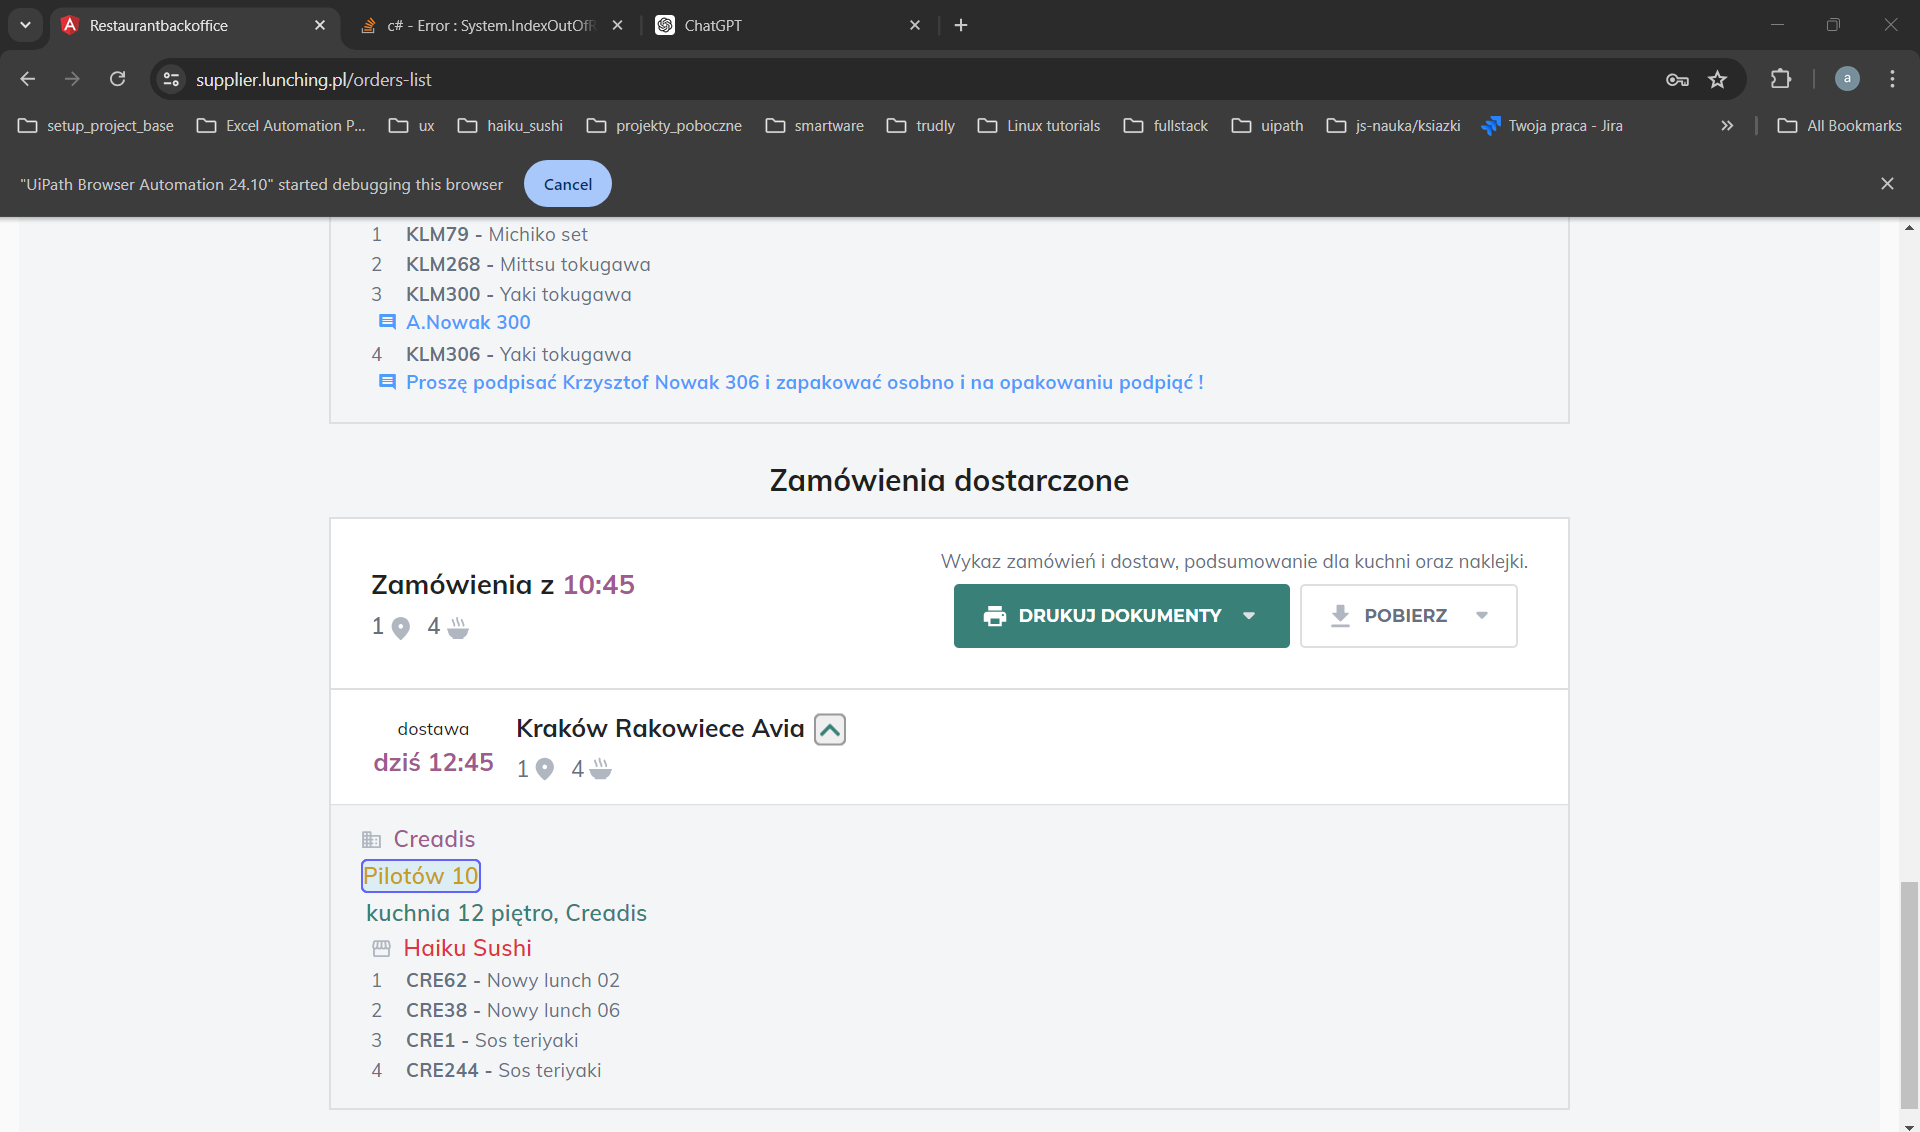 Restaurantbackoffice
c# - Error : System.IndexOutOfR
ChatGPT
supplier.lunching.pl/orders-list
a
setup_project_base
Excel Automation P...
ux
haiku_sushi
projekty_poboczne
smartware
trudly
Linux tutorials
fullstack
uipath
js-nauka/ksiazki
Twoja praca - Jira
All Bookmarks
"UiPath Browser Automation 24.10" started debugging this browser
Cancel
1 KLM79 - Michiko set
2 KLM268 - Mittsu tokugawa
3 KLM300 - Yaki tokugawa
A.Nowak 300
4 KLM306 - Yaki tokugawa
Proszę podpisać Krzysztof Nowak 306 i zapakować osobno i na opakowaniu podpiąć !
Zamówienia dostarczone
Wykaz zamówień i dostaw, podsumowanie dla kuchni oraz naklejki.
Zamówienia z 10:45
1 4
DRUKUJ DOKUMENTY
POBIERZ
dostawa
dziś 12:45
Kraków Rakowiece Avia
1 4
Creadis
Pilotów 10
kuchnia 12 piętro, Creadis
Haiku Sushi
1 CRE62 - Nowy lunch 02
2 CRE38 - Nowy lunch 06
3 CRE1 - Sos teriyaki
4 CRE244 - Sos teriyaki